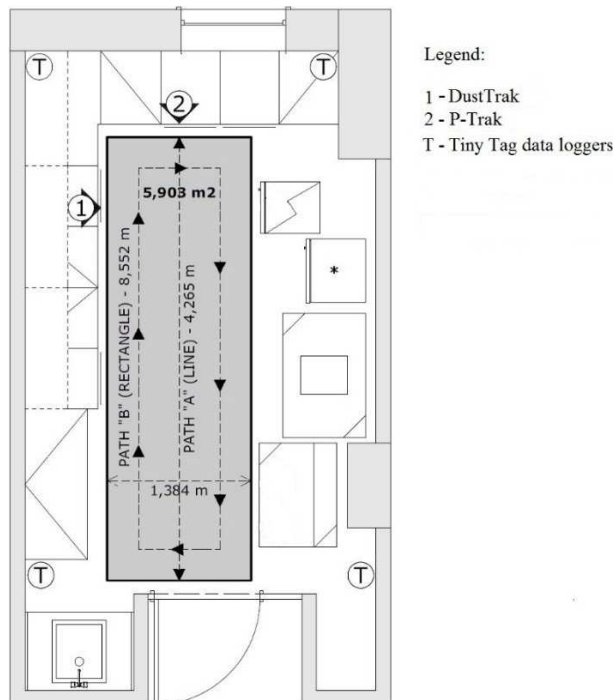 Legend:
1 - DustTrak
2 - P-Trak
T - Tiny Tag data loggers
T
T
2
5,903 m2
1
*
PATH "B" (RECTANGLE) - 8,552 m
PATH "A" (LINE) - 4,265 m
1,384 m
T
T